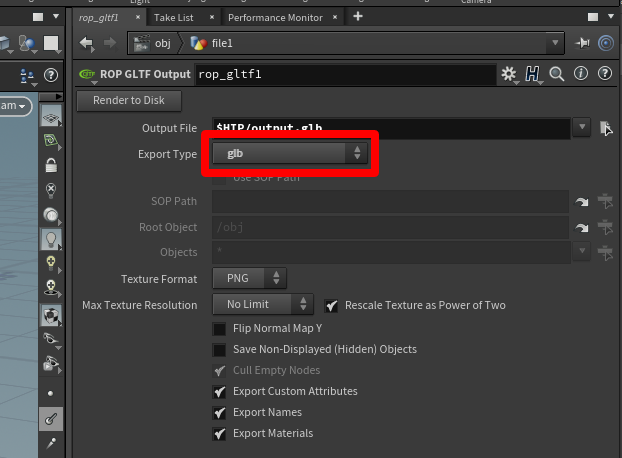 Light
Camera
rop_gltf1
Take List
Performance Monitor
obj
file1
GLTF
ROP GLTF Output
rop_gltf1
Render to Disk
Output File
$HIP/output.glb
Export Type
glb
Use SOP Path
SOP Path
Root Object
/obj
Objects
*
Texture Format
PNG
Max Texture Resolution
No Limit
Rescale Texture as Power of Two
Flip Normal Map Y
Save Non-Displayed (Hidden) Objects
Cull Empty Nodes
Export Custom Attributes
Export Names
Export Materials